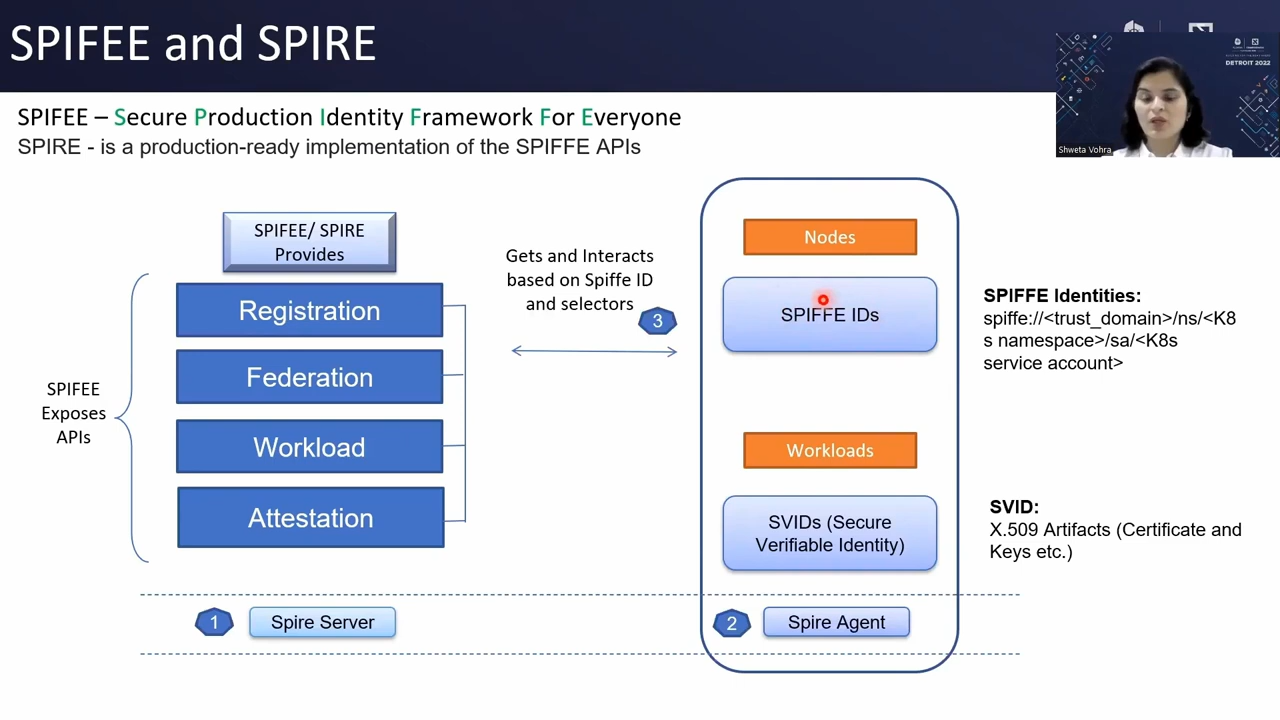 SPIFEE and SPIRE
DETROIT 2022
Shweta Vohra
SPIFEE – Secure Production Identity Framework For Everyone
SPIRE - is a production-ready implementation of the SPIFFE APIs
SPIFEE/ SPIRE
Provides
Registration
Federation
Workload
Attestation
SPIFEE
Exposes
APIs
Gets and Interacts
based on Spiffe ID
and selectors
3
Nodes
SPIFFE IDs
Workloads
SVIDs (Secure
Verifiable Identity)
SPIFFE Identities:
spiffe://<trust_domain>/ns/<K8
s namespace>/sa/<K8s
service account>
SVID:
X.509 Artifacts (Certificate and
Keys etc.)
1
Spire Server
2
Spire Agent